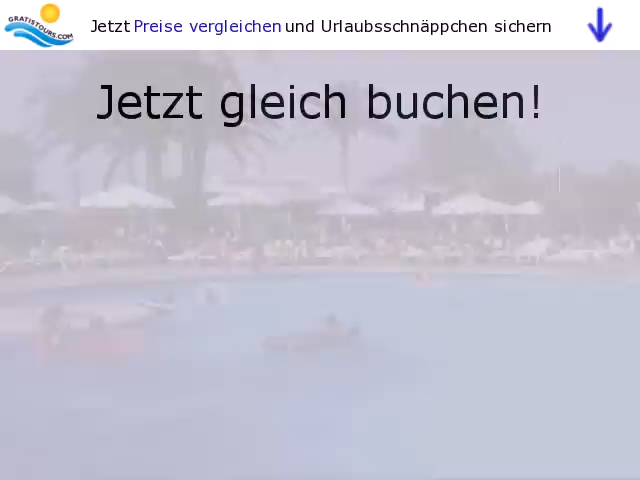 GRATISTOURS.COM
Jetzt Preise vergleichen und Urlaubsschnäppchen sichern
Jetzt gleich buchen!